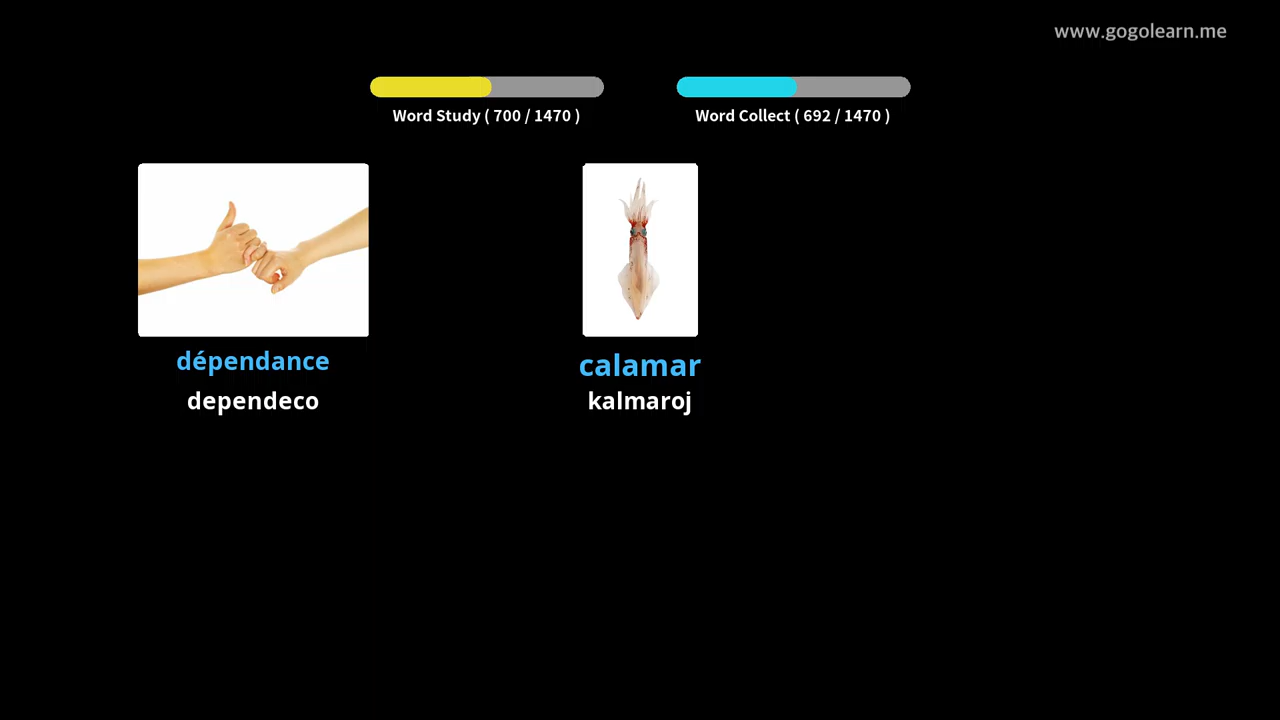 www.gogolearn.me
Word Study ( 700 / 1470 )
Word Collect ( 692 / 1470 )
dépendance
dependeco
calamar
kalmaroj